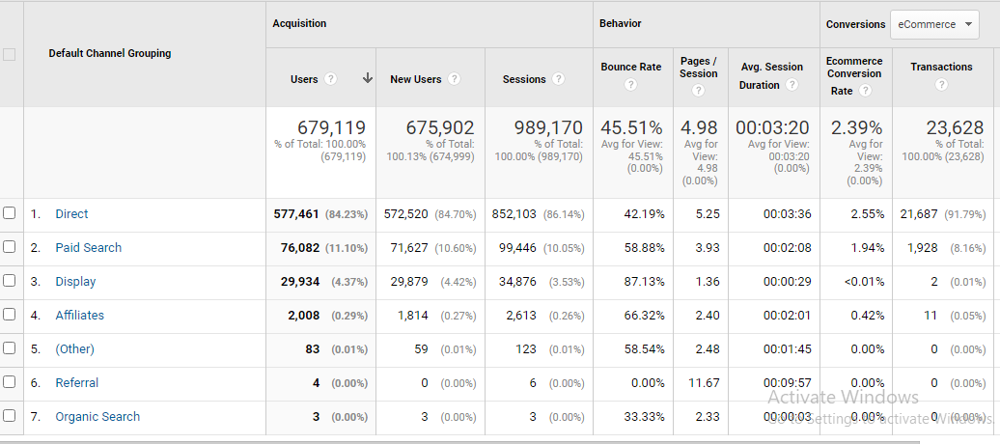 Acquisition Behavior Conversions eCommerce
Default Channel Grouping
Users ? New Users ? Sessions ? Bounce Rate ? Pages / Session ? Avg. Session Duration ? Ecommerce Conversion Rate ? Transactions ?
679,119 675,902 989,170 45.51% 4.98 00:03:20 2.39% 23,628
% of Total: 100.00% (679,119) % of Total: 100.13% (674,999) % of Total: 100.00% (989,170) Avg for View: 45.51% (0.00%) Avg for View: 4.98 (0.00%) Avg for View: 00:03:20 (0.00%) Avg for View: 2.39% (0.00%) % of Total: 100.00% (23,628)
1. Direct 577,461 (84.23%) 572,520 (84.70%) 852,103 (86.14%) 42.19% 5.25 00:03:36 2.55% 21,687 (91.79%)
2. Paid Search 76,082 (11.10%) 71,627 (10.60%) 99,446 (10.05%) 58.88% 3.93 00:02:08 1.94% 1,928 (8.16%)
3. Display 29,934 (4.37%) 29,879 (4.42%) 34,876 (3.53%) 87.13% 1.36 00:00:29 <0.01% 2 (0.01%)
4. Affiliates 2,008 (0.29%) 1,814 (0.27%) 2,613 (0.26%) 66.32% 2.40 00:02:01 0.42% 11 (0.05%)
5. (Other) 83 (0.01%) 59 (0.01%) 123 (0.01%) 58.54% 2.48 00:01:45 0.00% 0 (0.00%)
6. Referral 4 (0.00%) 0 (0.00%) 6 (0.00%) 0.00% 11.67 00:09:57 0.00% 0 (0.00%)
Activate Windows
7. Organic Search 3 (0.00%) 3 (0.00%) 3 (0.00%) 33.33% 2.33 00:00:03 0.00% 0 (0.00%)
Go to Settings to activate Windows.